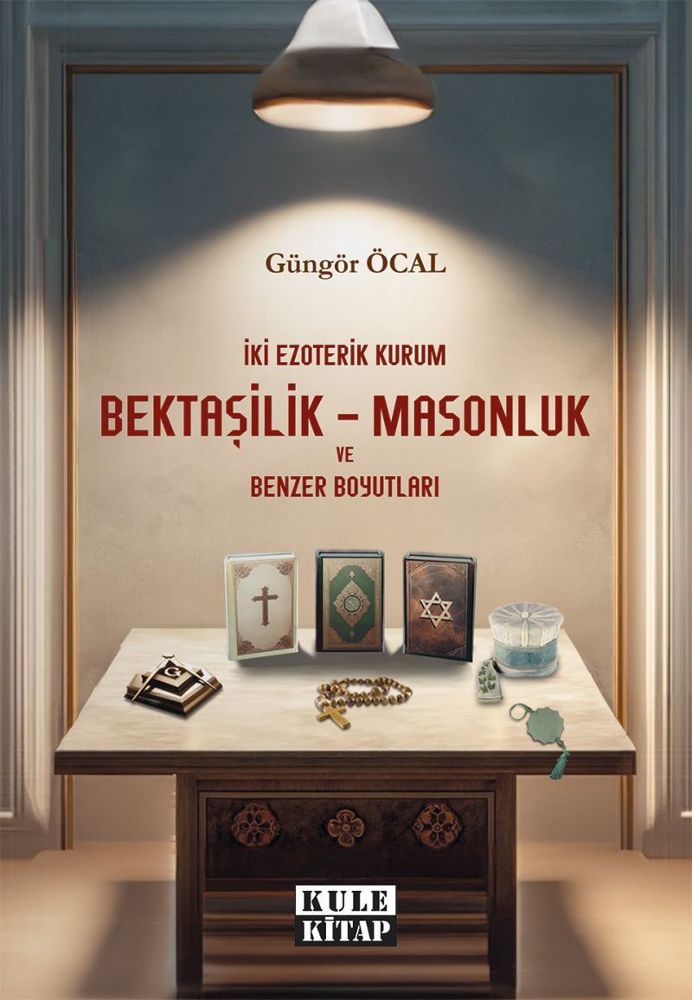 Güngör ÖCAL
İKİ EZOTERİK KURUM
BEKTAŞİLİK – MASONLUK
VE
BENZER BOYUTLARI
KULE
KİTAP